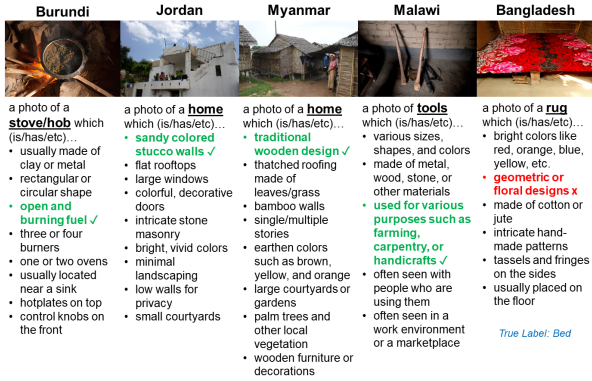 Burundi
a photo of a
stove/hob which
(is/has/etc)…
• usually made of
clay or metal
• rectangular or
circular shape
• open and
burning fuel ✓
• three or four
burners
• one or two ovens
• usually located
near a sink
• hotplates on top
• control knobs on
the front
Jordan
a photo of a home
which (is/has/etc)…
• sandy colored
stucco walls ✓
• flat rooftops
• large windows
• colorful, decorative
doors
• intricate stone
masonry
• bright, vivid colors
• minimal
landscaping
• low walls for
privacy
• small courtyards
Myanmar
a photo of a home
which (is/has/etc)…
• traditional
wooden design ✓
• thatched roofing
made of
leaves/grass
• bamboo walls
• single/multiple
stories
• earthen colors
such as brown,
yellow, and orange
• large courtyards or
gardens
• palm trees and
other local
vegetation
• wooden furniture or
decorations
Malawi
a photo of tools
which (is/has/etc)…
• various sizes,
shapes, and colors
• made of metal,
wood, stone, or
other materials
• used for various
purposes such as
farming,
carpentry, or
handicrafts ✓
• often seen with
people who are
using them
• often seen in a
work environment
or a marketplace
Bangladesh
a photo of a rug
which (is/has/etc)…
• bright colors like
red, orange, blue,
yellow, etc.
• geometric or
floral designs x
• made of cotton or
jute
• intricate hand-
made patterns
• tassels and fringes
on the sides
• usually placed on
the floor
True Label: Bed